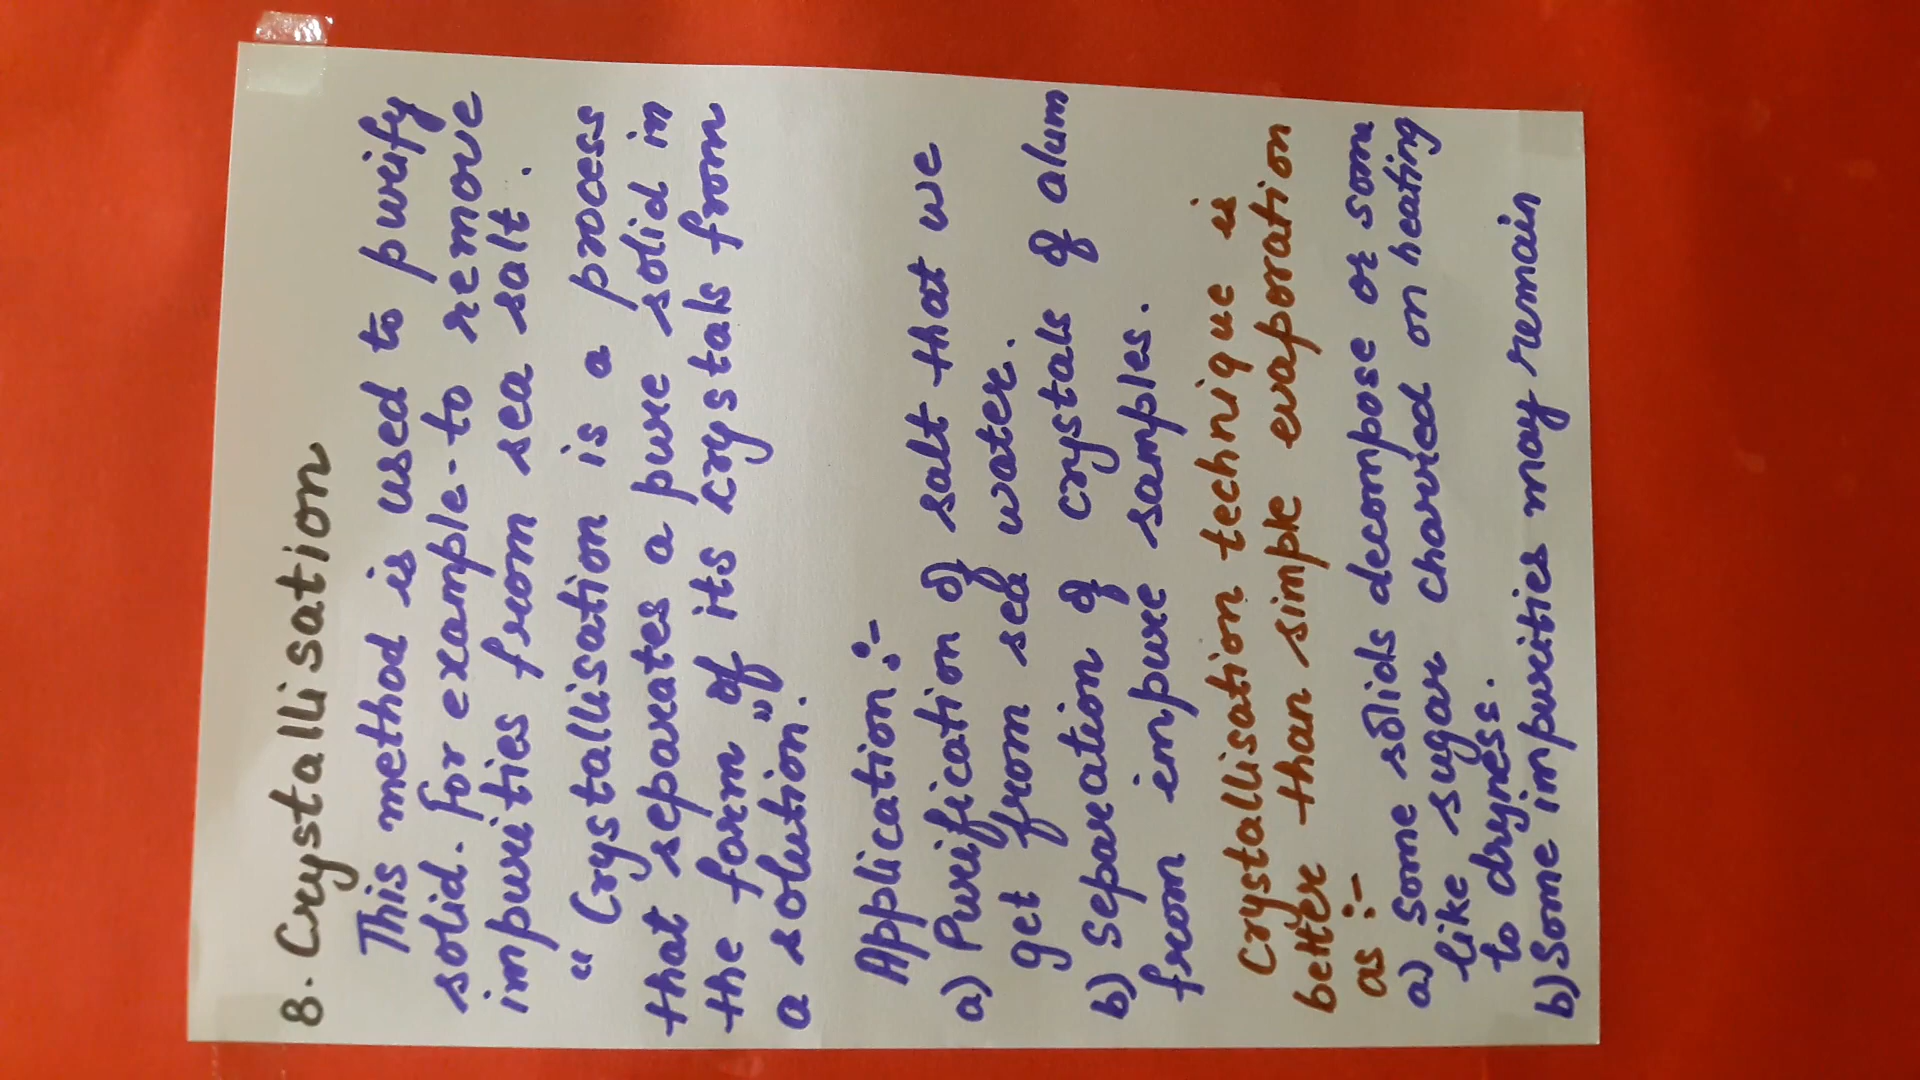 8. Crystallisation
This method is used to purify
solid. for example- to remove
impurities from sea salt.
" Crystallisation is a process
that separates a pure solid in
the form of its crystals from
a solution."
Application:-
a) Purification of salt that we
get from sea water.
b) separation of crystals of alum
from impure samples.
Crystallisation technique is
better than simple evaporation
as :-
a) some solids decompose or som
like sugar charred on heating
to dryness.
b) some impurities may remain